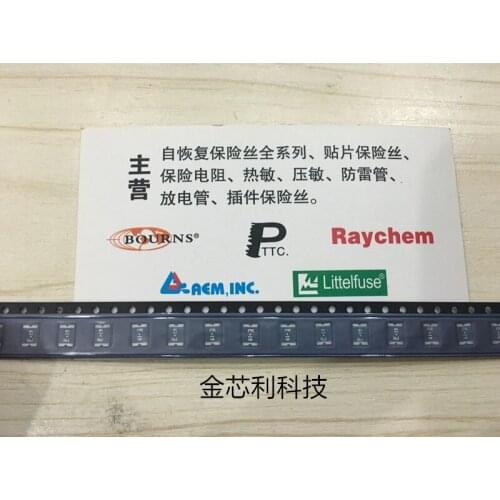 主营
自恢复保险丝全系列、贴片保险丝、
保险电阻、热敏、压敏、防雷管、
放电管、插件保险丝。
BOURNS®
P TTC.
Raychem
AEM, INC.
Littelfuse®
金芯利科技